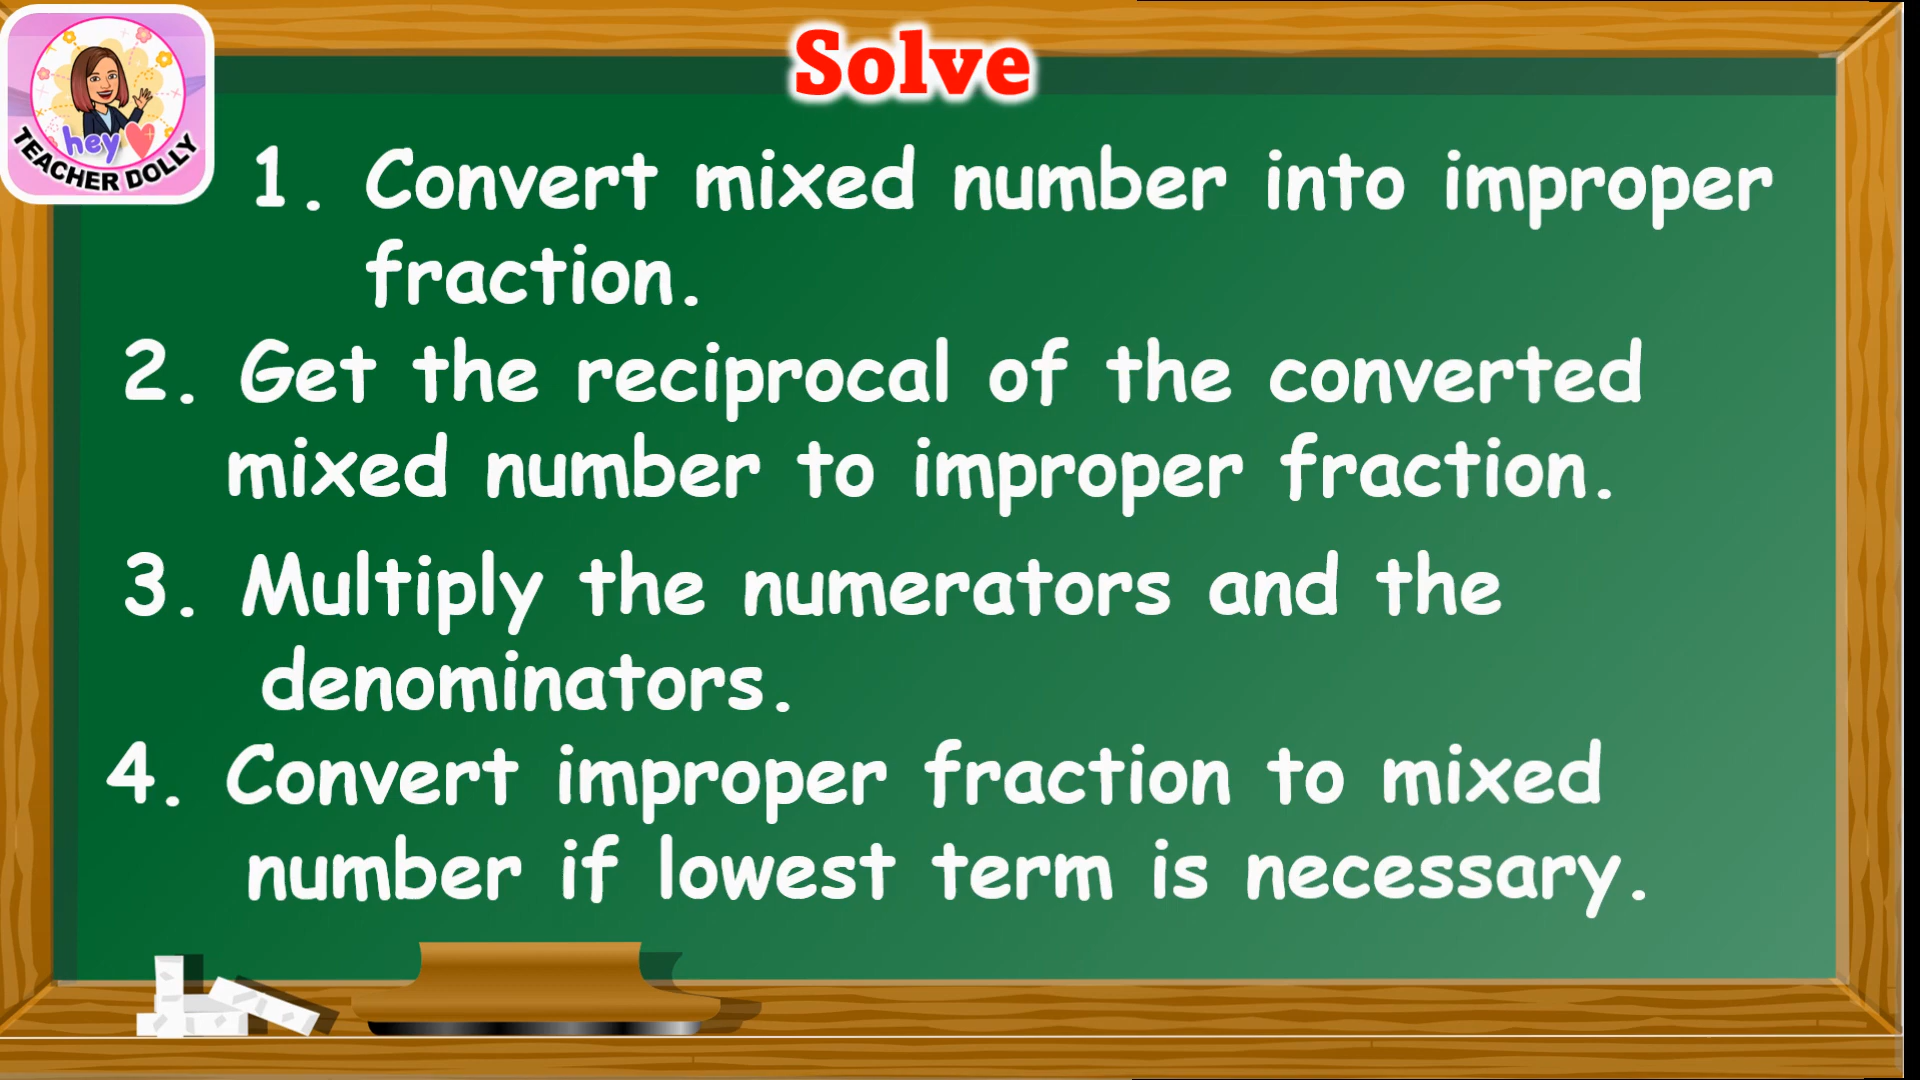 Solve
hey
TEACHER DOLLY
1. Convert mixed number into improper
fraction.
2. Get the reciprocal of the converted
mixed number to improper fraction.
3. Multiply the numerators and the
denominators.
4. Convert improper fraction to mixed
number if lowest term is necessary.